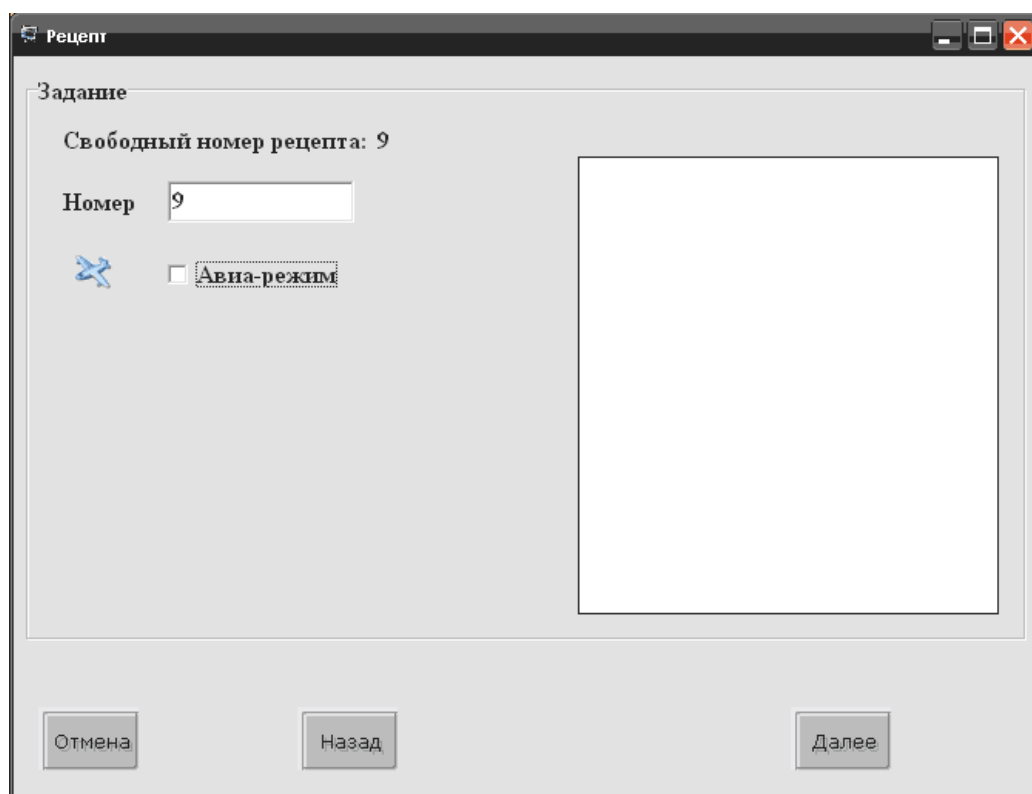 Рецепт
Задание
Свободный номер рецепта: 9
Номер 9
Авиа-режим
Отмена Назад Далее